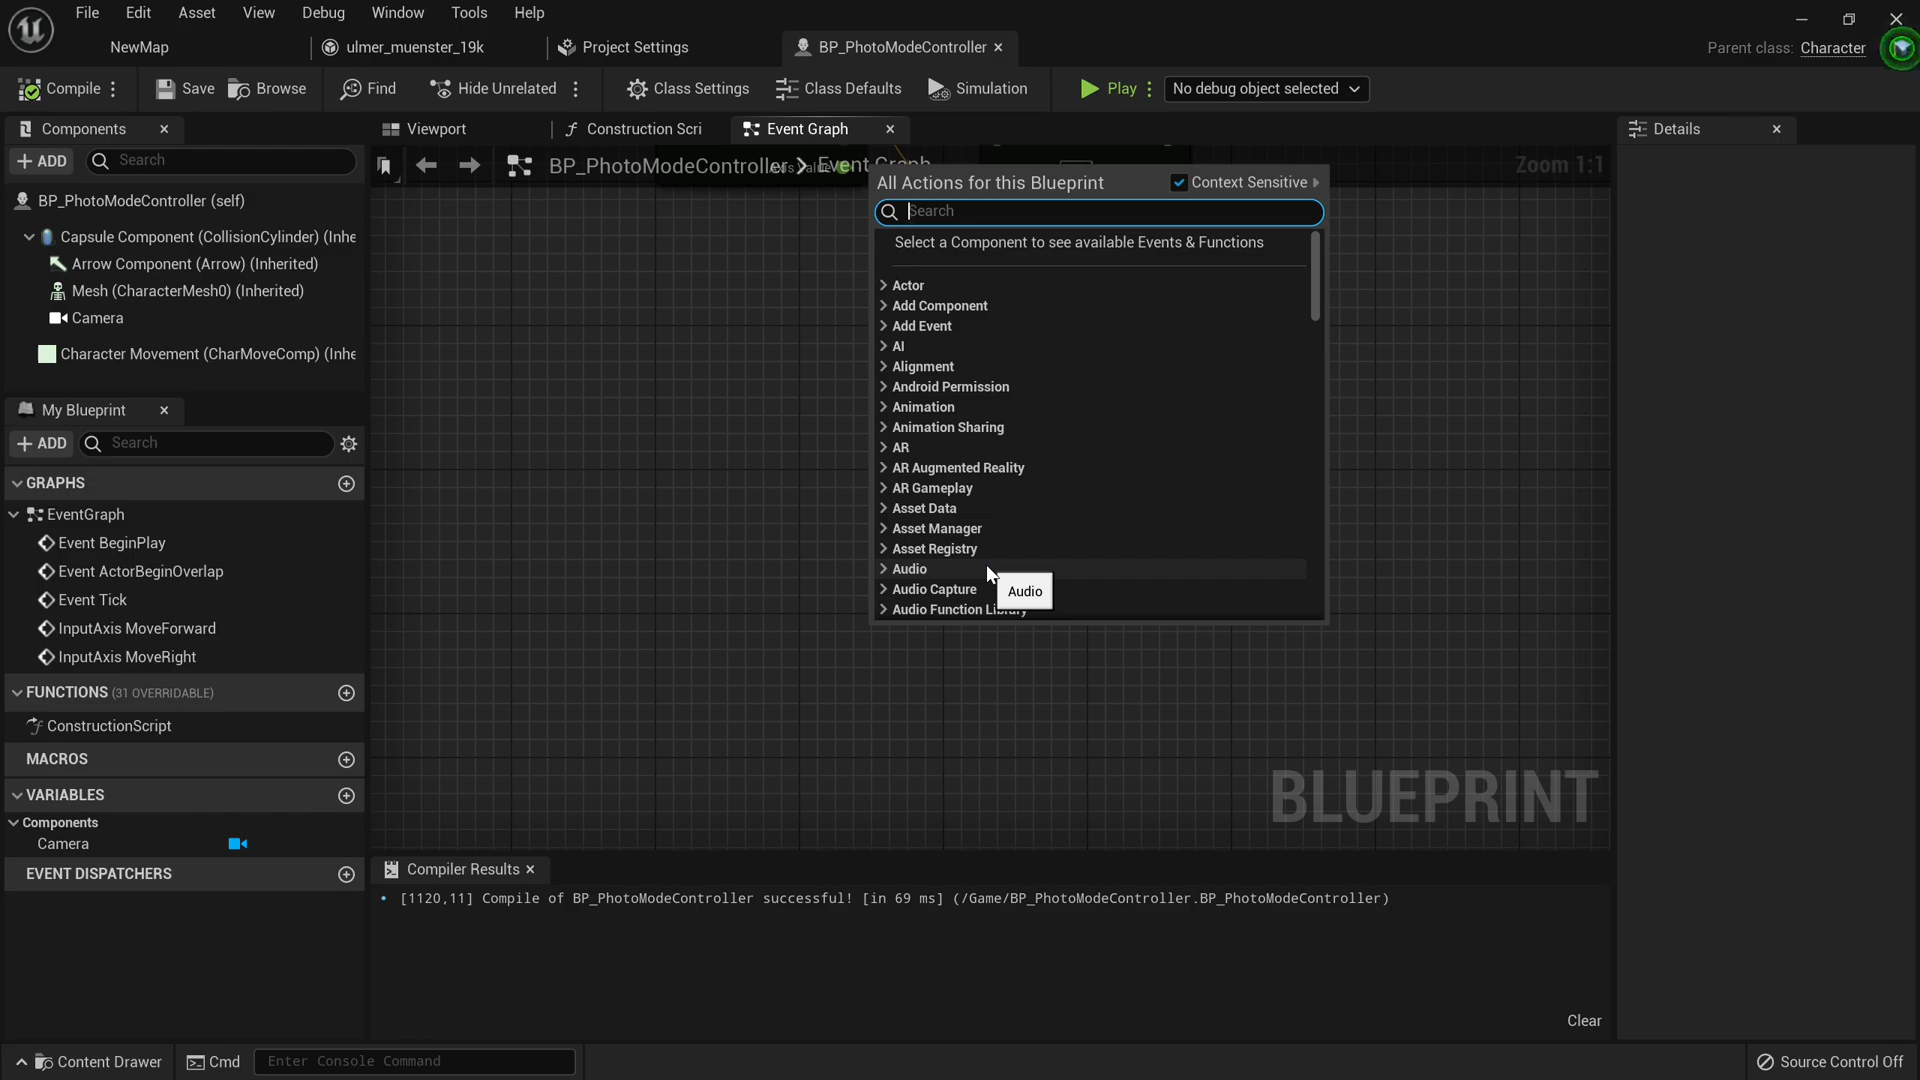 File Edit Asset View Debug Window Tools Help
NewMap ulmer_muenster_19k Project Settings BP_PhotoModeController Parent class: Character
Compile Save Browse Find Hide Unrelated Class Settings Class Defaults Simulation Play No debug object selected
Components Viewport Construction Scri Event Graph Details
ADD Search
BP_PhotoModeController Event Graph Zoom 1:1
All Actions for this Blueprint Context Sensitive
Search
Select a Component to see available Events & Functions
Actor
Add Component
Add Event
AI
Alignment
Android Permission
Animation
Animation Sharing
AR
AR Augmented Reality
AR Gameplay
Asset Data
Asset Manager
Asset Registry
Audio
Audio Capture
Audio Function Library
Audio
BP_PhotoModeController (self)
Capsule Component (CollisionCylinder) (Inhe
Arrow Component (Arrow) (Inherited)
Mesh (CharacterMesh0) (Inherited)
Camera
Character Movement (CharMoveComp) (Inhe
My Blueprint
ADD Search
GRAPHS
EventGraph
Event BeginPlay
Event ActorBeginOverlap
Event Tick
InputAxis MoveForward
InputAxis MoveRight
FUNCTIONS (31 OVERRIDABLE)
ConstructionScript
MACROS
VARIABLES
Components
Camera
EVENT DISPATCHERS
BLUEPRINT
Compiler Results
[1120,11] Compile of BP_PhotoModeController successful! [in 69 ms] (/Game/BP_PhotoModeController.BP_PhotoModeController)
Clear
Content Drawer Cmd Enter Console Command Source Control Off